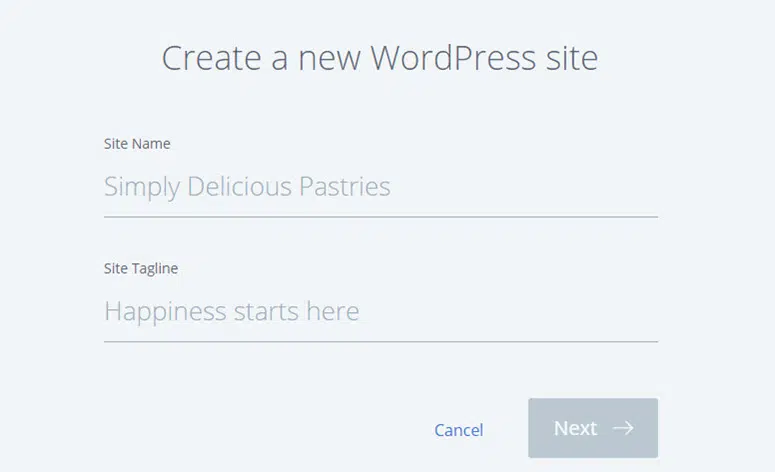 Create a new WordPress site
Site Name
Simply Delicious Pastries
Site Tagline
Happiness starts here
Cancel
Next →